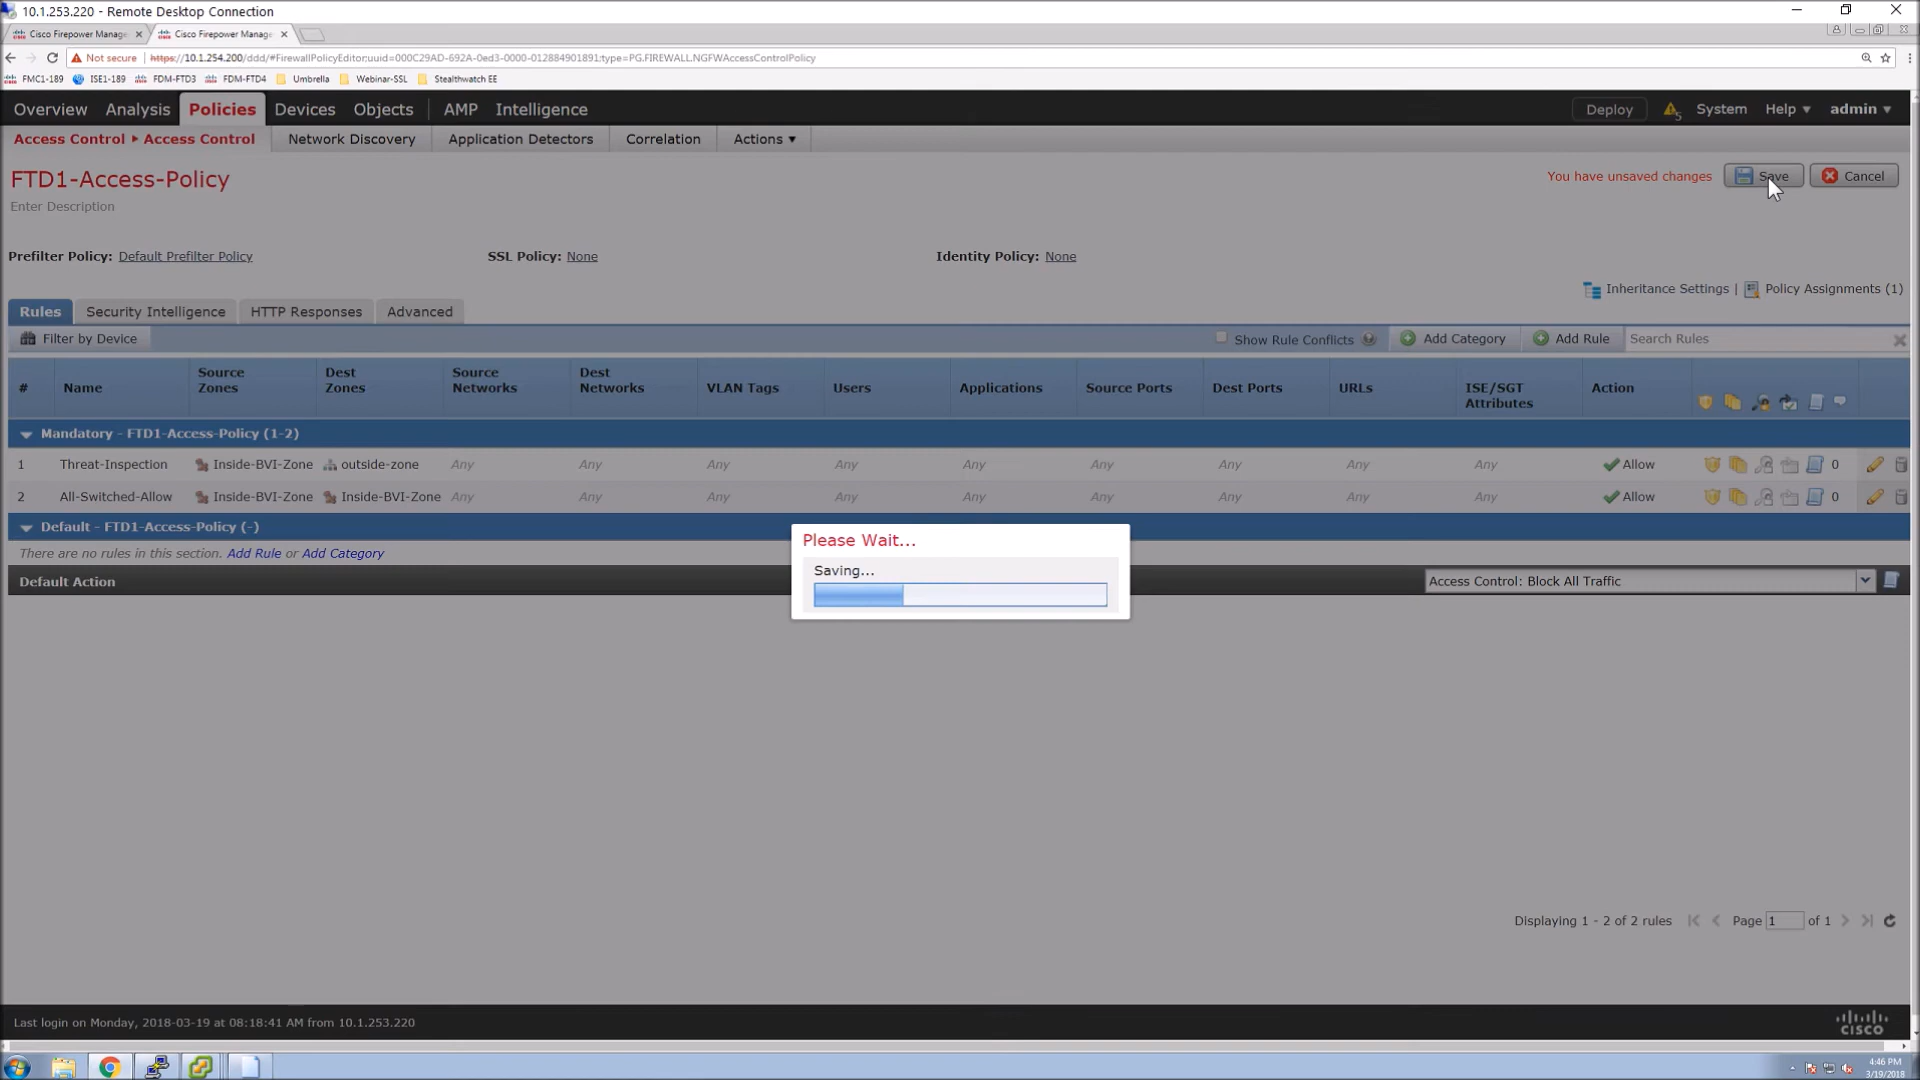 10.1.253.220 - Remote Desktop Connection
Cisco Firepower Manage
Cisco Firepower Manage
Not secure https://10.1.254.200/ddd/#FirewallPolicyEditor;uuid=000C29AD-692A-0ed3-0000-012884901891;type=PG.FIREWALL.NGFWAccessControlPolicy
FMC1-189 ISE1-189 FDM-FTD3 FDM-FTD4 Umbrella Webinar-SSL Stealthwatch EE
Overview Analysis Policies Devices Objects AMP Intelligence Deploy 5 System Help admin
Access Control Access Control Network Discovery Application Detectors Correlation Actions
FTD1-Access-Policy
You have unsaved changes Save Cancel
Enter Description
Prefilter Policy: Default Prefilter Policy SSL Policy: None Identity Policy: None
Inheritance Settings | Policy Assignments (1)
Rules Security Intelligence HTTP Responses Advanced
Filter by Device Show Rule Conflicts Add Category Add Rule Search Rules
# Name Source Zones Dest Zones Source Networks Dest Networks VLAN Tags Users Applications Source Ports Dest Ports URLs ISE/SGT Attributes Action
Mandatory - FTD1-Access-Policy (1-2)
1 Threat-Inspection Inside-BVI-Zone outside-zone Any Any Any Any Any Any Any Any Any Allow 0
2 All-Switched-Allow Inside-BVI-Zone Inside-BVI-Zone Any Any Any Any Any Any Any Any Any Allow 0
Default - FTD1-Access-Policy (-)
There are no rules in this section. Add Rule or Add Category
Default Action Access Control: Block All Traffic
Please Wait...
Saving...
Displaying 1 - 2 of 2 rules Page 1 of 1
Last login on Monday, 2018-03-19 at 08:18:41 AM from 10.1.253.220
CISCO
4:46 PM
3/19/2018